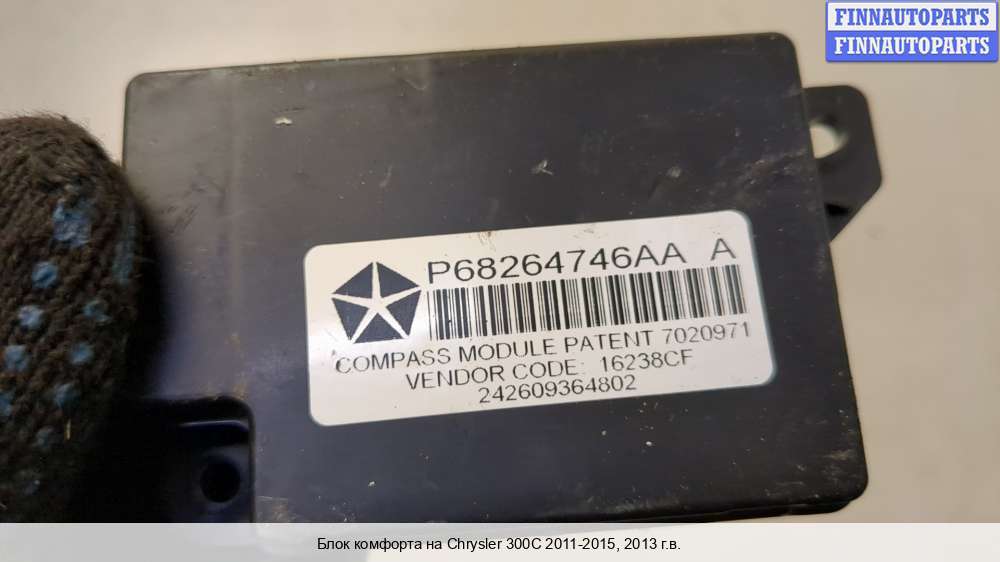 FINNAUTOPARTS
FINNAUTOPARTS
P68264746AA A
COMPASS MODULE PATENT 7020971
VENDOR CODE: 16238CF
242609364802
Блок комфорта на Chrysler 300C 2011-2015, 2013 г.в.